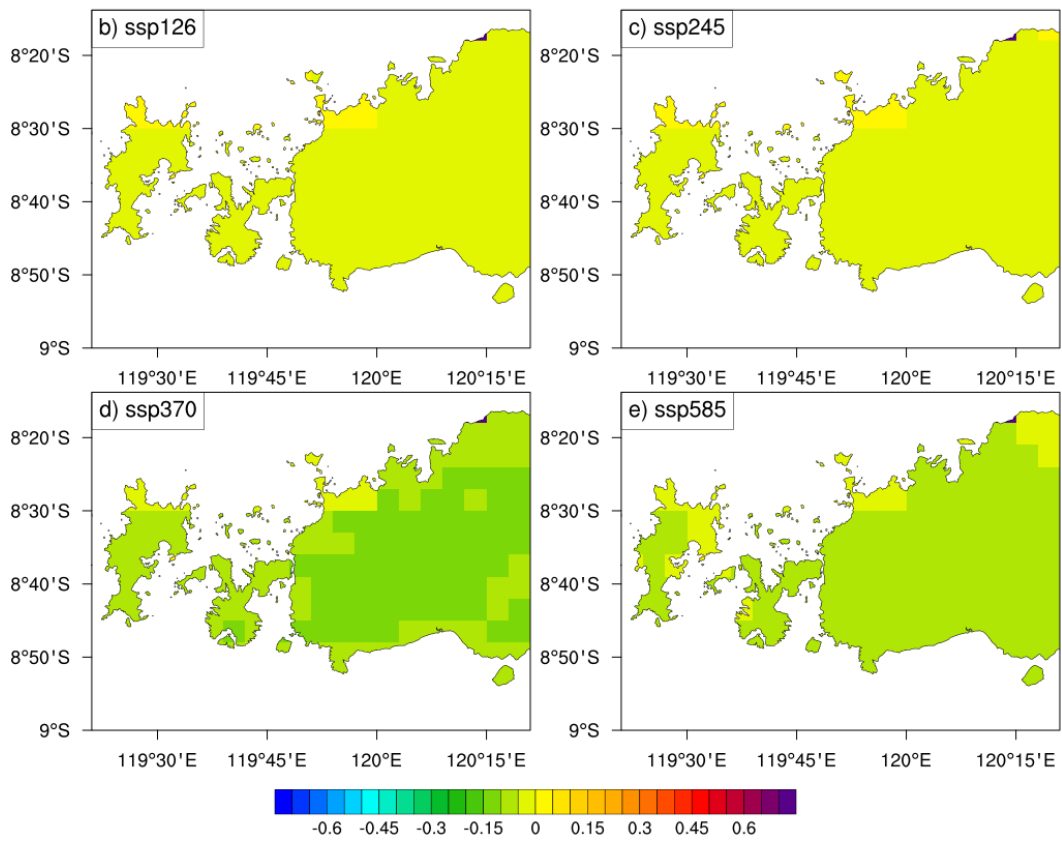 b) ssp126
c) ssp245
8°20'S
8°20'S
8°30'S
8°30'S
8°40'S
8°40'S
8°50'S
8°50'S
9°S
9°S
119°30'E 119°45'E 120°E 120°15'E
119°30'E 119°45'E 120°E 120°15'E
d) ssp370
e) ssp585
8°20'S
8°20'S
8°30'S
8°30'S
8°40'S
8°40'S
8°50'S
8°50'S
9°S
9°S
119°30'E 119°45'E 120°E 120°15'E
119°30'E 119°45'E 120°E 120°15'E
-0.6 -0.45 -0.3 -0.15 0 0.15 0.3 0.45 0.6